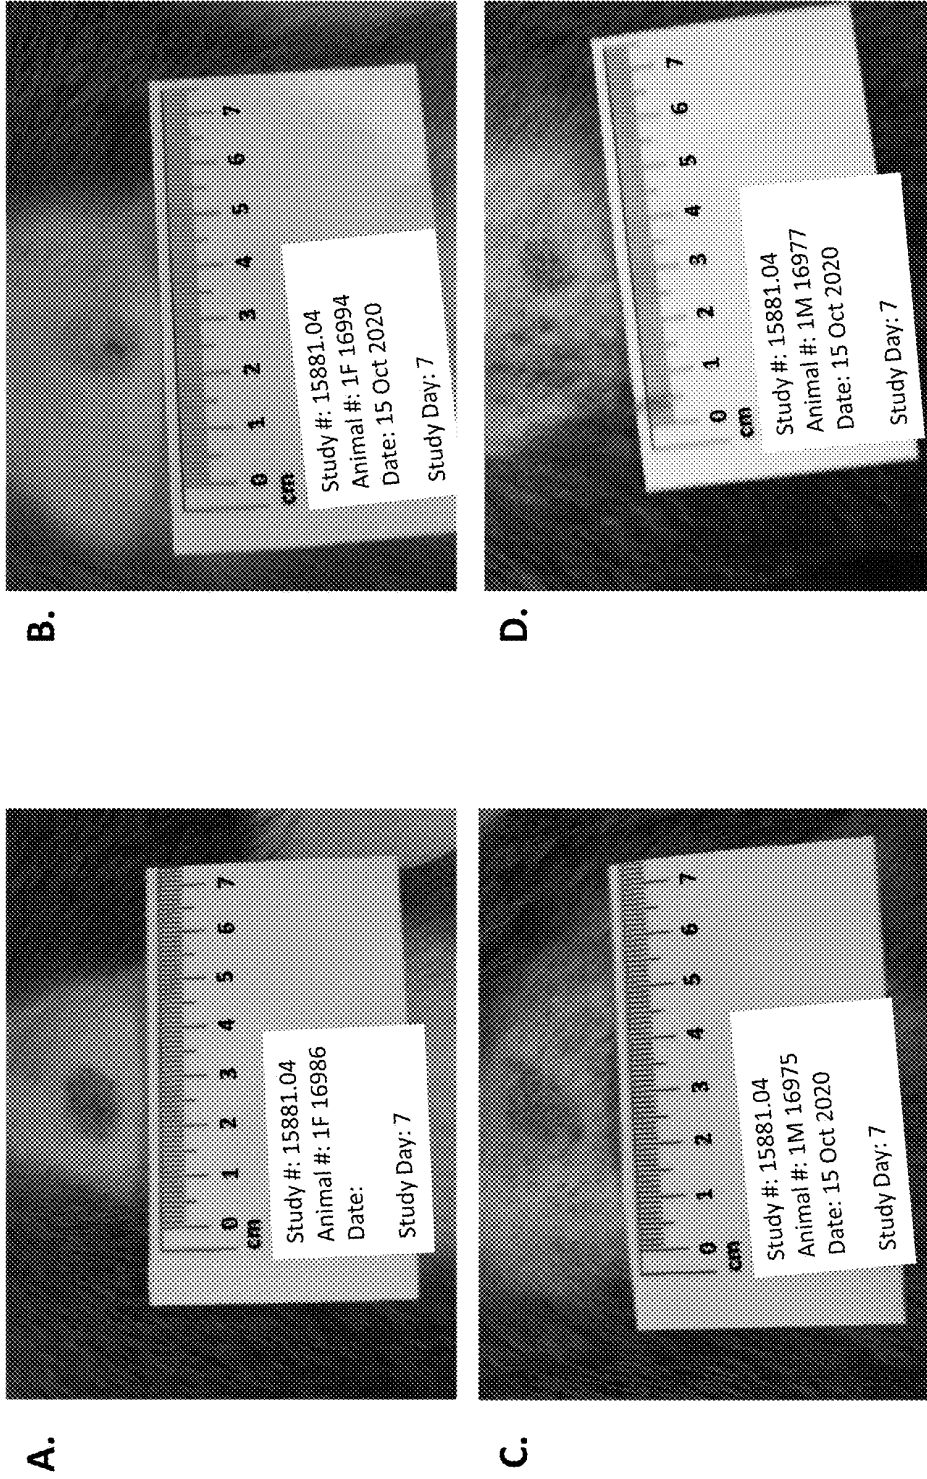 A.
0 1 2 3 4 5 6 7
cm
Study #: 15881.04
Animal #: 1F 16986
Date:
Study Day: 7
B.
0 1 2 3 4 5 6 7
cm
Study #: 15881.04
Animal #: 1F 16994
Date: 15 Oct 2020
Study Day: 7
C.
0 1 2 3 4 5 6 7
cm
Study #: 15881.04
Animal #: 1M 16975
Date: 15 Oct 2020
Study Day: 7
D.
0 1 2 3 4 5 6 7
cm
Study #: 15881.04
Animal #: 1M 16977
Date: 15 Oct 2020
Study Day: 7